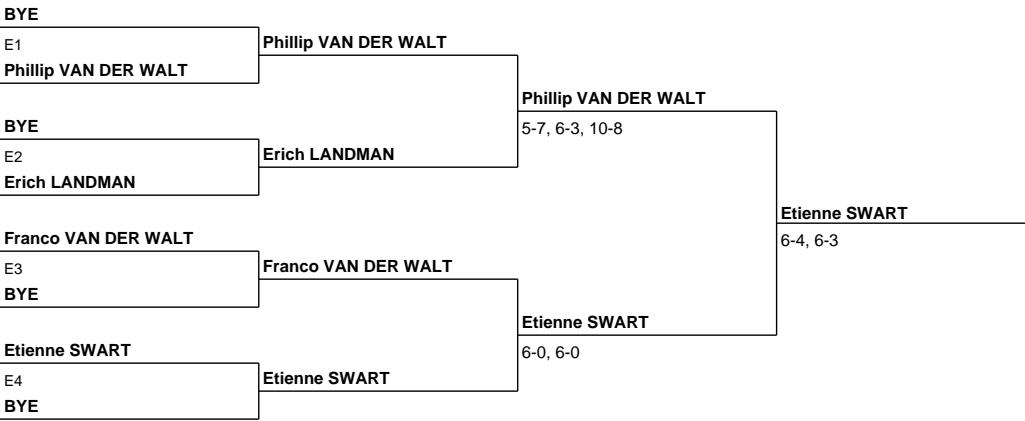 BYE
E1
Phillip VAN DER WALT
BYE
E2
Erich LANDMAN
Franco VAN DER WALT
E3
BYE
Etienne SWART
E4
BYE
Phillip VAN DER WALT
Erich LANDMAN
Franco VAN DER WALT
Etienne SWART
Phillip VAN DER WALT
5-7, 6-3, 10-8
Etienne SWART
6-0, 6-0
Etienne SWART
6-4, 6-3